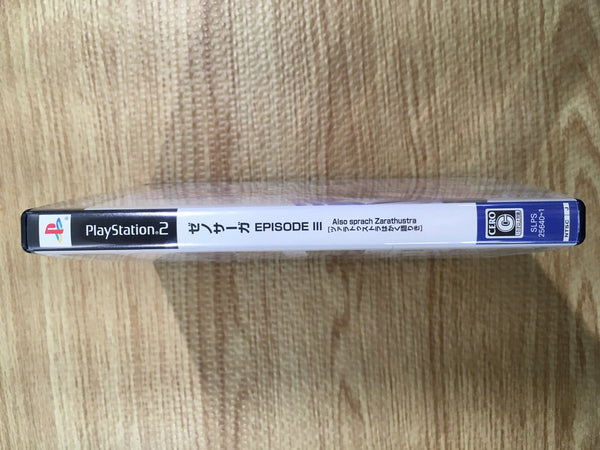 PlayStation 2
ゼノサーガ EPISODE III
Also sprach Zarathustra
[ツァラトゥストラはかく語りき]
CERO
C
SLPS
25640~1
NTSC J